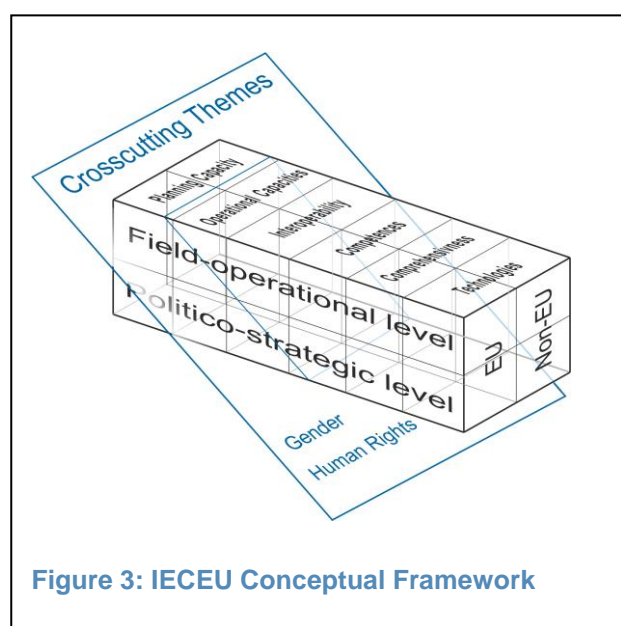 Crosscutting Themes
Planning Capacity
Operational Capacities
Interoprability
Competences
Comprehensiveness
Technologies
Field-operational level
Politico-strategic level
EU
Non-EU
Gender
Human Rights
Figure 3: IECEU Conceptual Framework